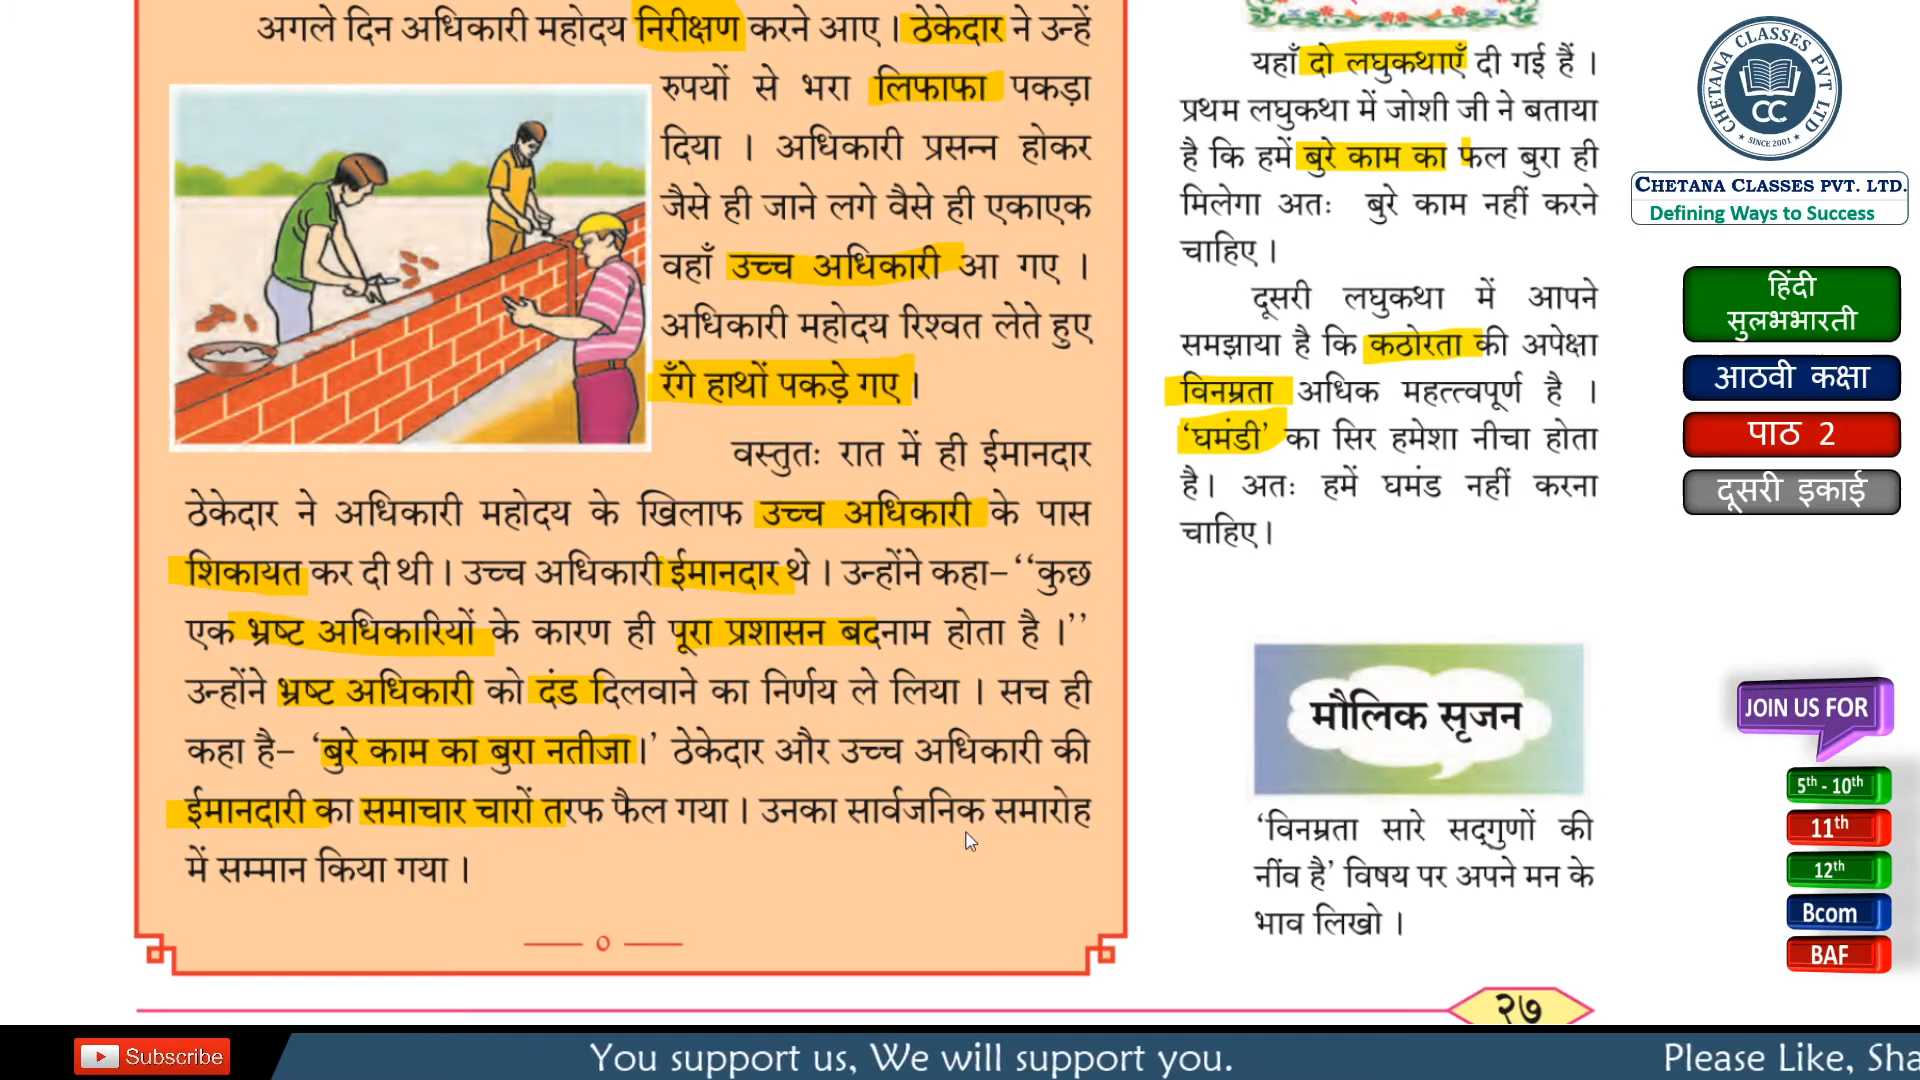 अगले दिन अधिकारी महोदय निरीक्षण करने आए । ठेकेदार ने उन्हें
रुपयों से भरा लिफाफा पकड़ा
दिया । अधिकारी प्रसन्न होकर
जैसे ही जाने लगे वैसे ही एकाएक
वहाँ उच्च अधिकारी आ गए ।
अधिकारी महोदय रिश्वत लेते हुए
रँगे हाथों पकड़े गए ।
वस्तुतः रात में ही ईमानदार
ठेकेदार ने अधिकारी महोदय के खिलाफ उच्च अधिकारी के पास
शिकायत कर दी थी । उच्च अधिकारी ईमानदार थे । उन्होंने कहा- ‘‘कुछ
एक भ्रष्ट अधिकारियों के कारण ही पूरा प्रशासन बदनाम होता है ।’’
उन्होंने भ्रष्ट अधिकारी को दंड दिलवाने का निर्णय ले लिया । सच ही
कहा है- ‘बुरे काम का बुरा नतीजा।’ ठेकेदार और उच्च अधिकारी की
ईमानदारी का समाचार चारों तरफ फैल गया । उनका सार्वजनिक समारोह
में सम्मान किया गया ।
यहाँ दो लघुकथाएँ दी गई हैं ।
प्रथम लघुकथा में जोशी जी ने बताया
है कि हमें बुरे काम का फल बुरा ही
मिलेगा अतः बुरे काम नहीं करने
चाहिए ।
दूसरी लघुकथा में आपने
समझाया है कि कठोरता की अपेक्षा
विनम्रता अधिक महत्त्वपूर्ण है ।
‘घमंडी’ का सिर हमेशा नीचा होता
है। अतः हमें घमंड नहीं करना
चाहिए।
मौलिक सृजन
‘विनम्रता सारे सद्गुणों की
नींव है’ विषय पर अपने मन के
भाव लिखो ।
२७
CHETANA CLASSES PVT LTD
CC
SINCE 2001
CHETANA CLASSES PVT. LTD.
Defining Ways to Success
हिंदी
सुलभभारती
आठवी कक्षा
पाठ 2
दूसरी इकाई
JOIN US FOR
5th - 10th
11th
12th
Bcom
BAF
Subscribe
You support us, We will support you.
Please Like, Sha